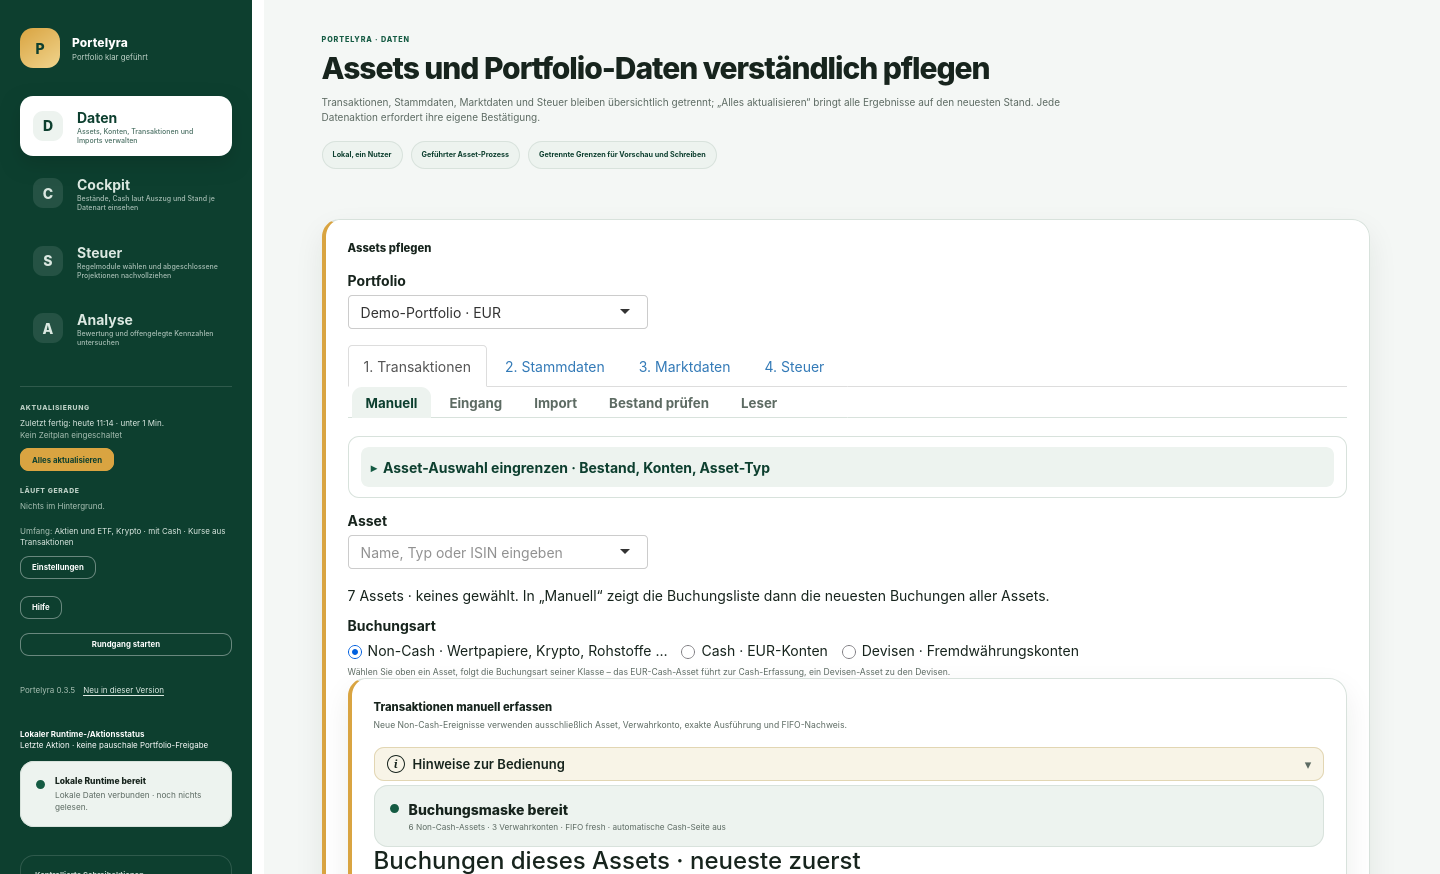 P
Portelyra
Portfolio klar geführt
D
Daten
Assets, Konten, Transaktionen und
Imports verwalten
C
Cockpit
Bestände, Cash laut Auszug und Stand je
Datenart einsehen
S
Steuer
Regelmodule wählen und abgeschlossene
Projektionen nachvollziehen
A
Analyse
Bewertung und offengelegte Kennzahlen
untersuchen
AKTUALISIERUNG
Zuletzt fertig: heute 11:14 · unter 1 Min.
Kein Zeitplan eingeschaltet
Alles aktualisieren
LÄUFT GERADE
Nichts im Hintergrund.
Umfang: Aktien und ETF, Krypto · mit Cash · Kurse aus
Transaktionen
Einstellungen
Hilfe
Rundgang starten
Portelyra 0.3.5 Neu in dieser Version
Lokaler Runtime-/Aktionsstatus
Letzte Aktion · keine pauschale Portfolio-Freigabe
Lokale Runtime bereit
Lokale Daten verbunden · noch nichts
gelesen.
Kontrollierte Schreibaktionen
PORTELYRA · DATEN
Assets und Portfolio-Daten verständlich pflegen
Transaktionen, Stammdaten, Marktdaten und Steuer bleiben übersichtlich getrennt; „Alles aktualisieren“ bringt alle Ergebnisse auf den neuesten Stand. Jede
Datenaktion erfordert ihre eigene Bestätigung.
Lokal, ein Nutzer
Geführter Asset-Prozess
Getrennte Grenzen für Vorschau und Schreiben
Assets pflegen
Portfolio
Demo-Portfolio · EUR
1. Transaktionen
2. Stammdaten
3. Marktdaten
4. Steuer
Manuell
Eingang
Import
Bestand prüfen
Leser
▸ Asset-Auswahl eingrenzen · Bestand, Konten, Asset-Typ
Asset
Name, Typ oder ISIN eingeben
7 Assets · keines gewählt. In „Manuell“ zeigt die Buchungsliste dann die neuesten Buchungen aller Assets.
Buchungsart
Non-Cash · Wertpapiere, Krypto, Rohstoffe ...
Cash · EUR-Konten
Devisen · Fremdwährungskonten
Wählen Sie oben ein Asset, folgt die Buchungsart seiner Klasse – das EUR-Cash-Asset führt zur Cash-Erfassung, ein Devisen-Asset zu den Devisen.
Transaktionen manuell erfassen
Neue Non-Cash-Ereignisse verwenden ausschließlich Asset, Verwahrkonto, exakte Ausführung und FIFO-Nachweis.
i Hinweise zur Bedienung ▾
Buchungsmaske bereit
6 Non-Cash-Assets · 3 Verwahrkonten · FIFO fresh · automatische Cash-Seite aus
Buchungen dieses Assets · neueste zuerst